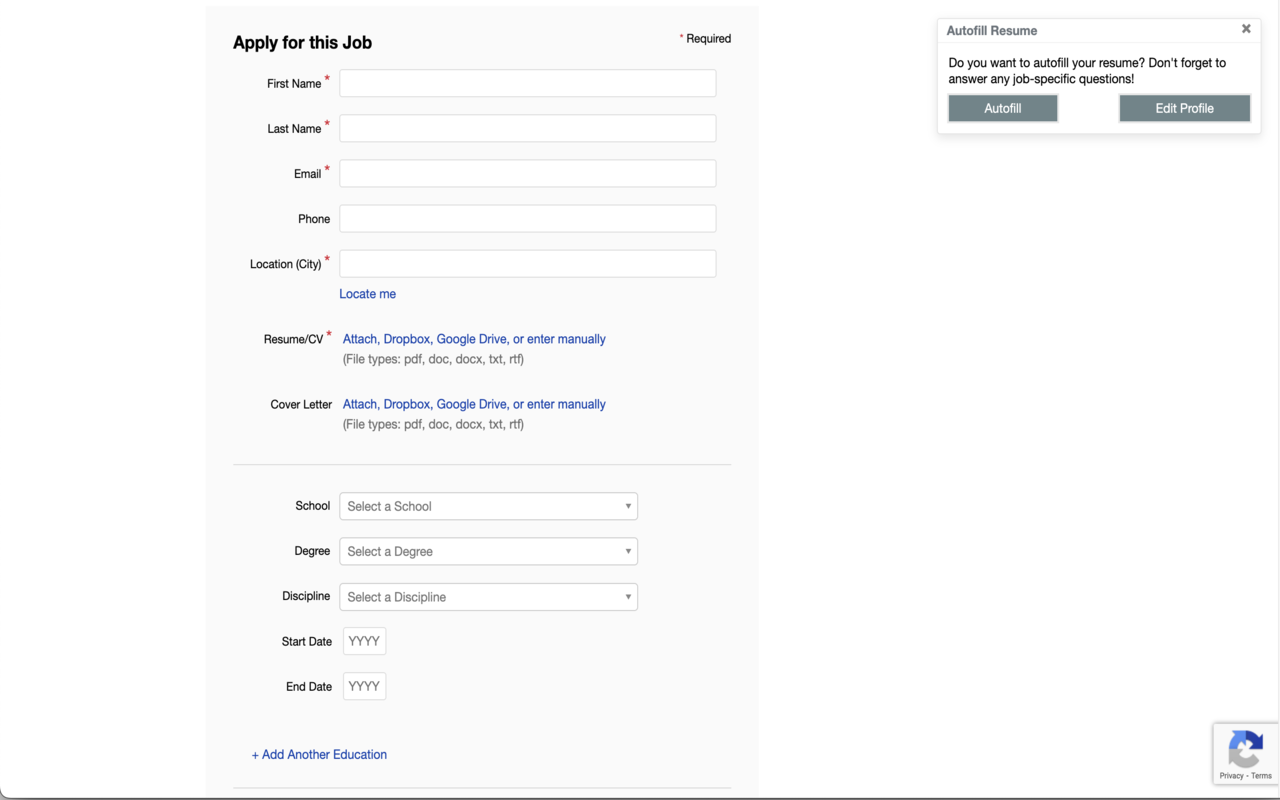 Apply for this Job
* Required
First Name *
Last Name *
Email *
Phone
Location (City) *
Locate me
Resume/CV *
Attach, Dropbox, Google Drive, or enter manually
(File types: pdf, doc, docx, txt, rtf)
Cover Letter
Attach, Dropbox, Google Drive, or enter manually
(File types: pdf, doc, docx, txt, rtf)
School
Select a School
Degree
Select a Degree
Discipline
Select a Discipline
Start Date
YYYY
End Date
YYYY
+ Add Another Education
Autofill Resume
Do you want to autofill your resume? Don't forget to
answer any job-specific questions!
Autofill
Edit Profile
Privacy - Terms